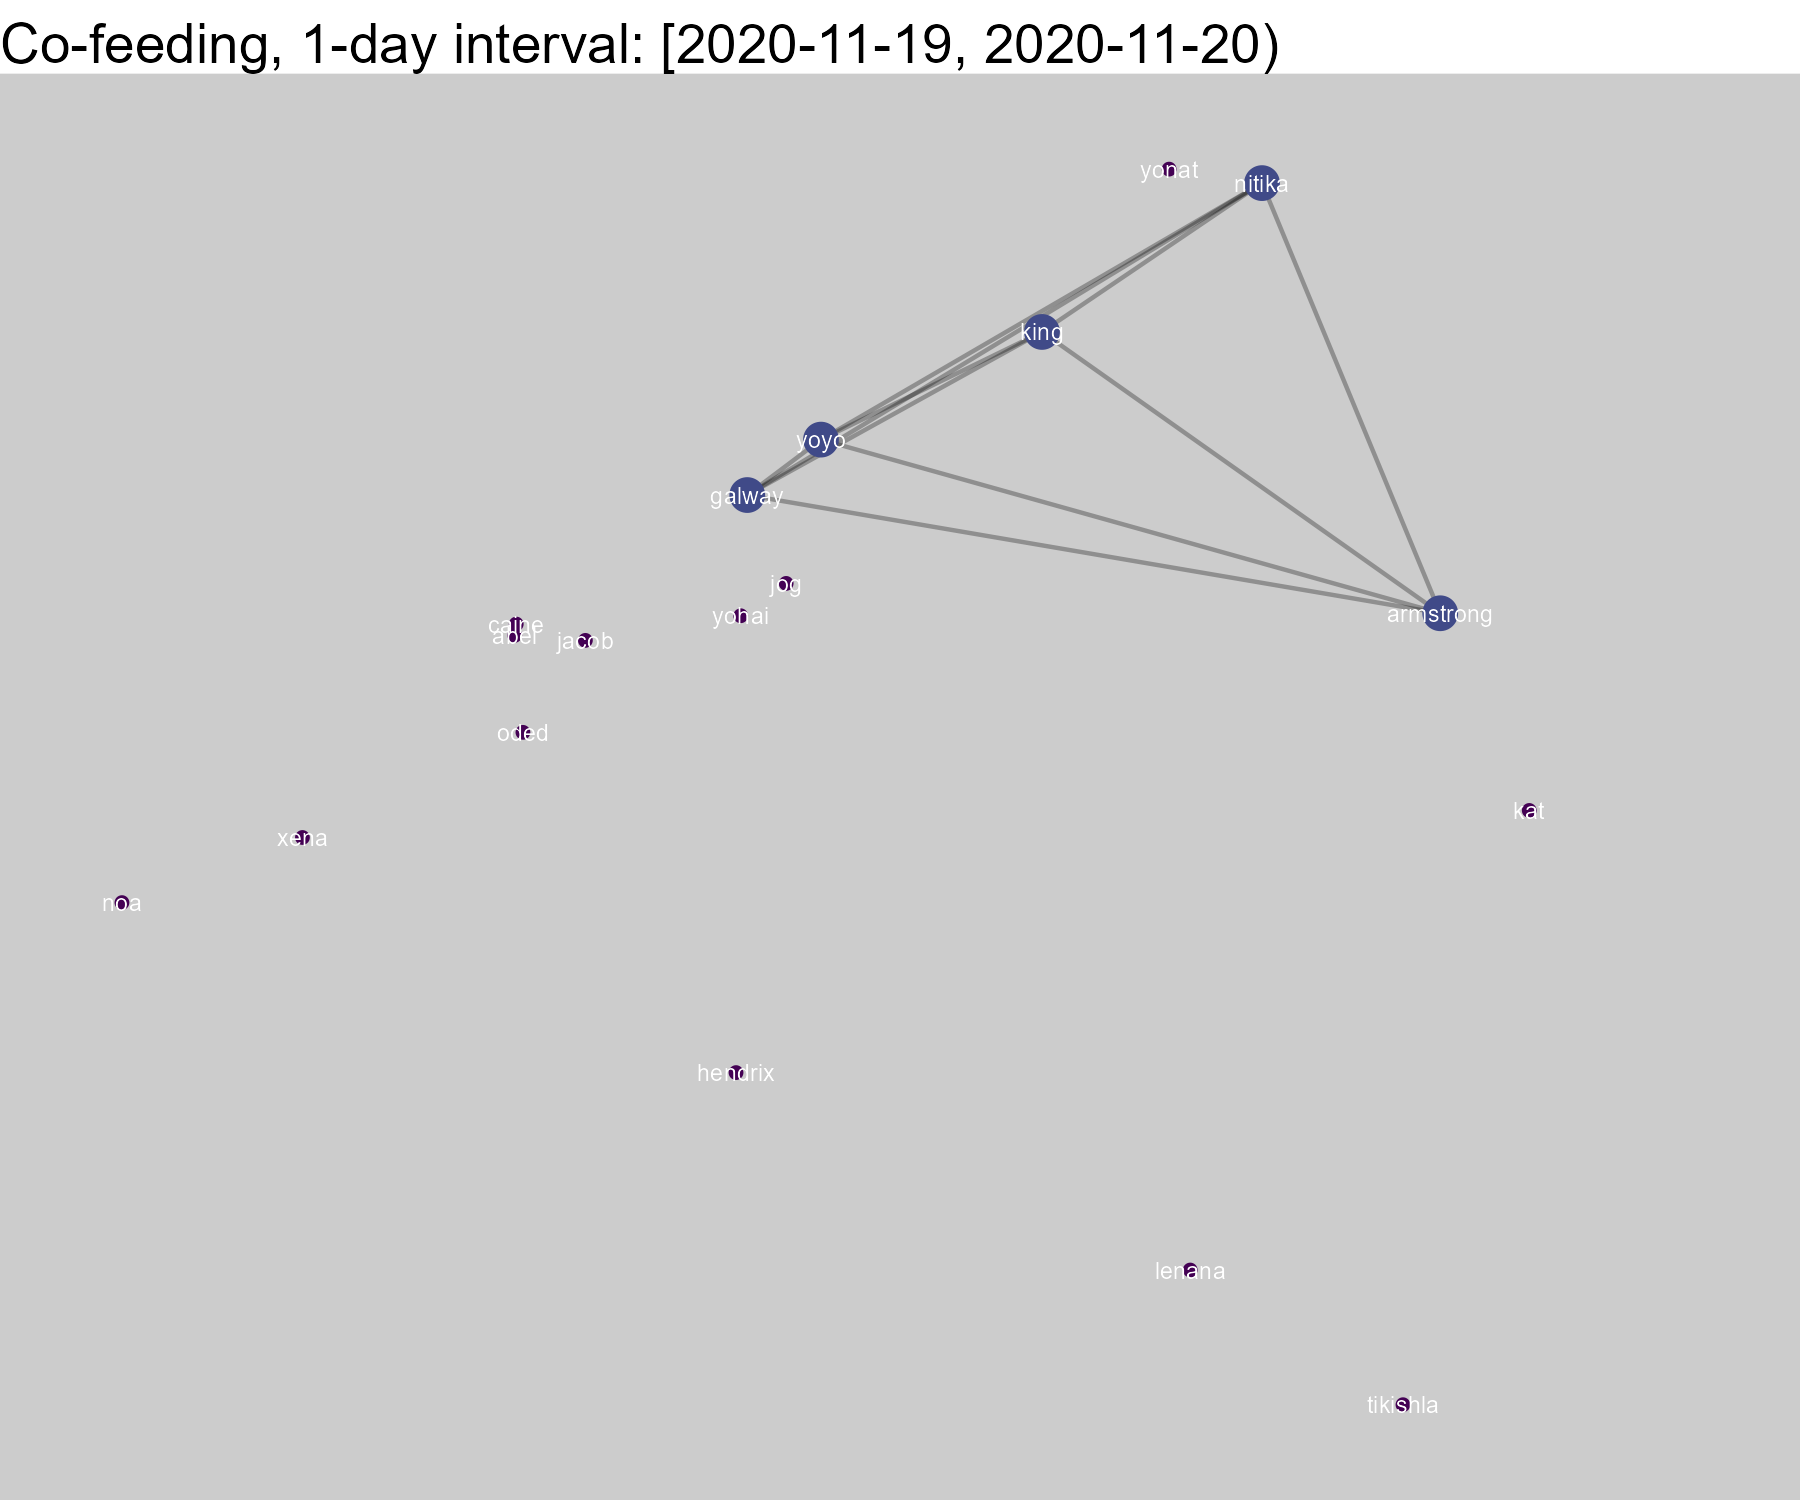 Co-feeding, 1-day interval: [2020-11-19, 2020-11-20)
yonat
nitika
king
yoyo
galway
jog
yohai
armstrong
caine
abel
jacob
oded
kat
xena
noa
hendrix
lenana
tikishla